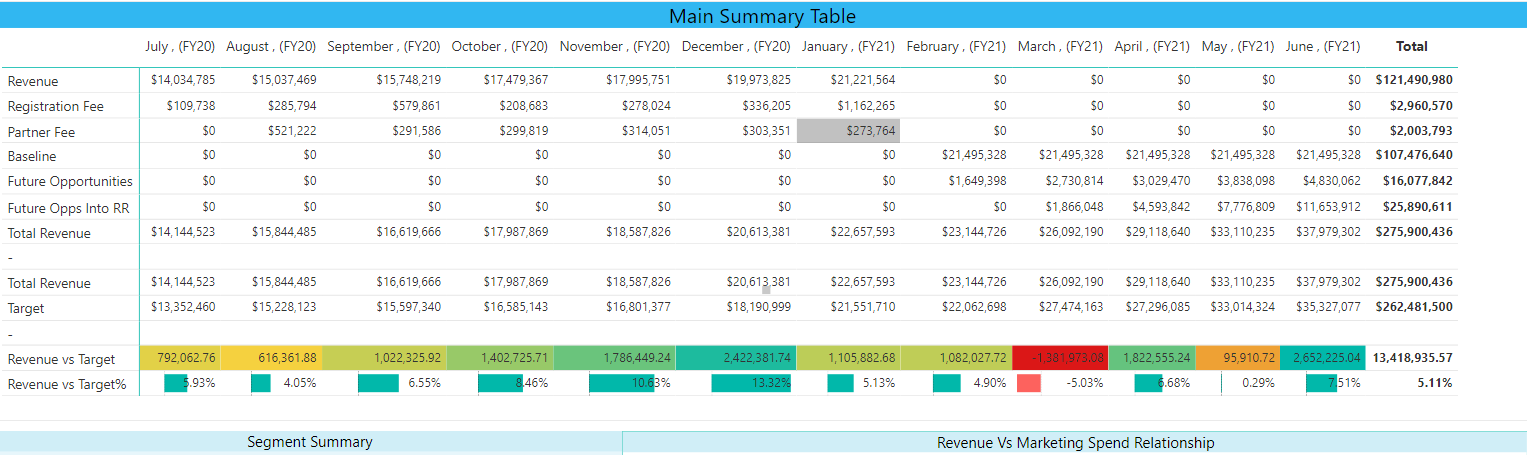 Main Summary Table
July , (FY20) August , (FY20) September , (FY20) October , (FY20) November , (FY20) December , (FY20) January , (FY21) February , (FY21) March , (FY21) April , (FY21) May , (FY21) June , (FY21) Total
Revenue $14,034,785 $15,037,469 $15,748,219 $17,479,367 $17,995,751 $19,973,825 $21,221,564 $0 $0 $0 $0 $0 $121,490,980
Registration Fee $109,738 $285,794 $579,861 $208,683 $278,024 $336,205 $1,162,265 $0 $0 $0 $0 $0 $2,960,570
Partner Fee $0 $521,222 $291,586 $299,819 $314,051 $303,351 $273,764 $0 $0 $0 $0 $0 $2,003,793
Baseline $0 $0 $0 $0 $0 $0 $0 $21,495,328 $21,495,328 $21,495,328 $21,495,328 $21,495,328 $107,476,640
Future Opportunities $0 $0 $0 $0 $0 $0 $0 $1,649,398 $2,730,814 $3,029,470 $3,838,098 $4,830,062 $16,077,842
Future Opps Into RR $0 $0 $0 $0 $0 $0 $0 $0 $1,866,048 $4,593,842 $7,776,809 $11,653,912 $25,890,611
Total Revenue $14,144,523 $15,844,485 $16,619,666 $17,987,869 $18,587,826 $20,613,381 $22,657,593 $23,144,726 $26,092,190 $29,118,640 $33,110,235 $37,979,302 $275,900,436
-
Total Revenue $14,144,523 $15,844,485 $16,619,666 $17,987,869 $18,587,826 $20,613,381 $22,657,593 $23,144,726 $26,092,190 $29,118,640 $33,110,235 $37,979,302 $275,900,436
Target $13,352,460 $15,228,123 $15,597,340 $16,585,143 $16,801,377 $18,190,999 $21,551,710 $22,062,698 $27,474,163 $27,296,085 $33,014,324 $35,327,077 $262,481,500
-
Revenue vs Target 792,062.76 616,361.88 1,022,325.92 1,402,725.71 1,786,449.24 2,422,381.74 1,105,882.68 1,082,027.72 -1,381,973.08 1,822,555.24 95,910.72 2,652,225.04 13,418,935.57
Revenue vs Target% 5.93% 4.05% 6.55% 8.46% 10.63% 13.32% 5.13% 4.90% -5.03% 6.68% 0.29% 7.51% 5.11%
Segment Summary Revenue Vs Marketing Spend Relationship